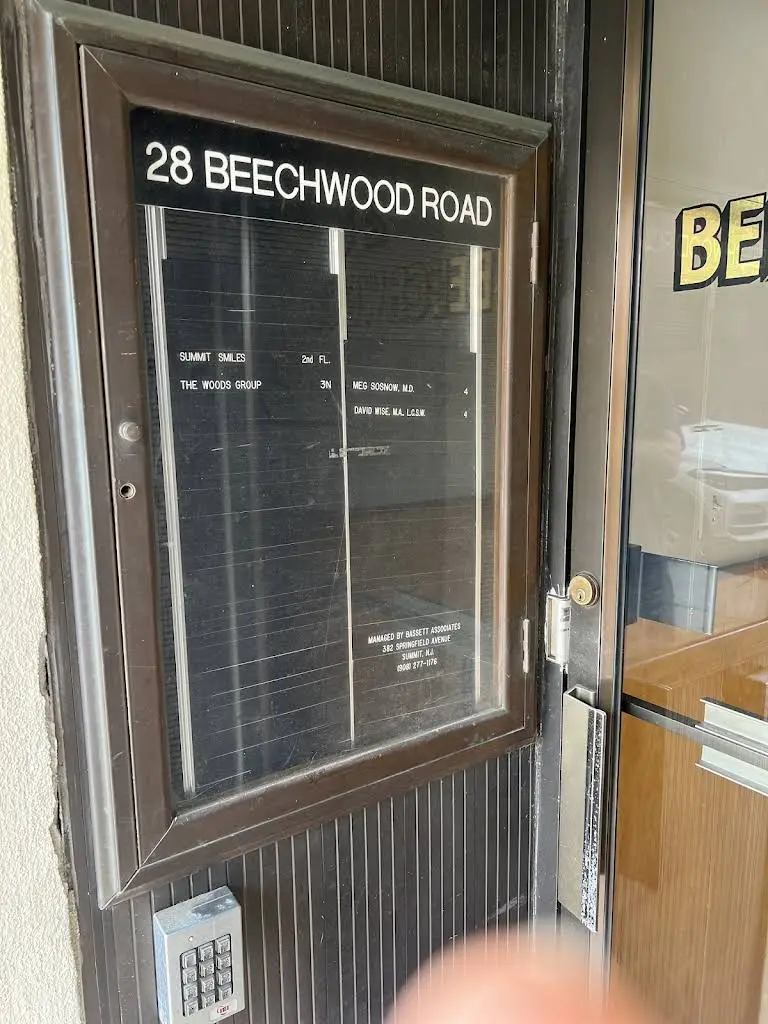 28 BEECHWOOD ROAD
SUMMIT SMILES 2nd FL.
THE WOODS GROUP 3N
MEG SOSNOW, M.D. 4
DAVID WISE, M.A. L.C.S.W. 4
MANAGED BY BASSETT ASSOCIATES
382 SPRINGFIELD AVENUE
SUMMIT, N.J.
(908) 277-1176
BE